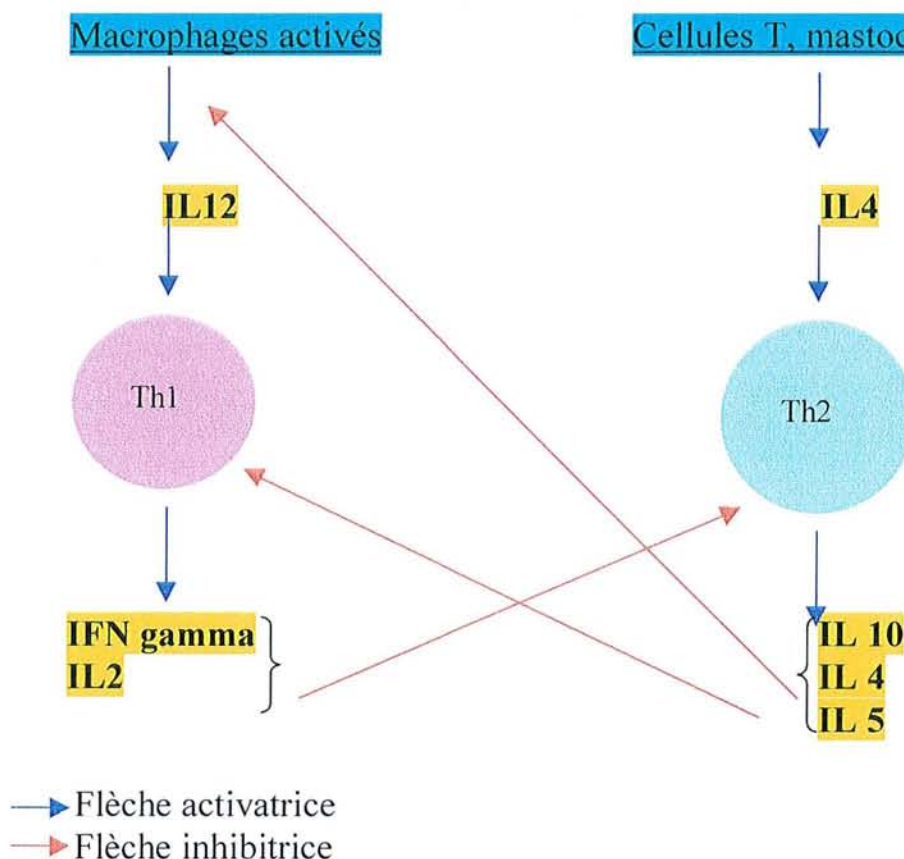 Macrophages activés
Cellules T, mastoc
IL12
IL4
Th1
Th2
IFN gamma
IL2
IL 10
IL 4
IL 5
Flèche activatrice
Flèche inhibitrice